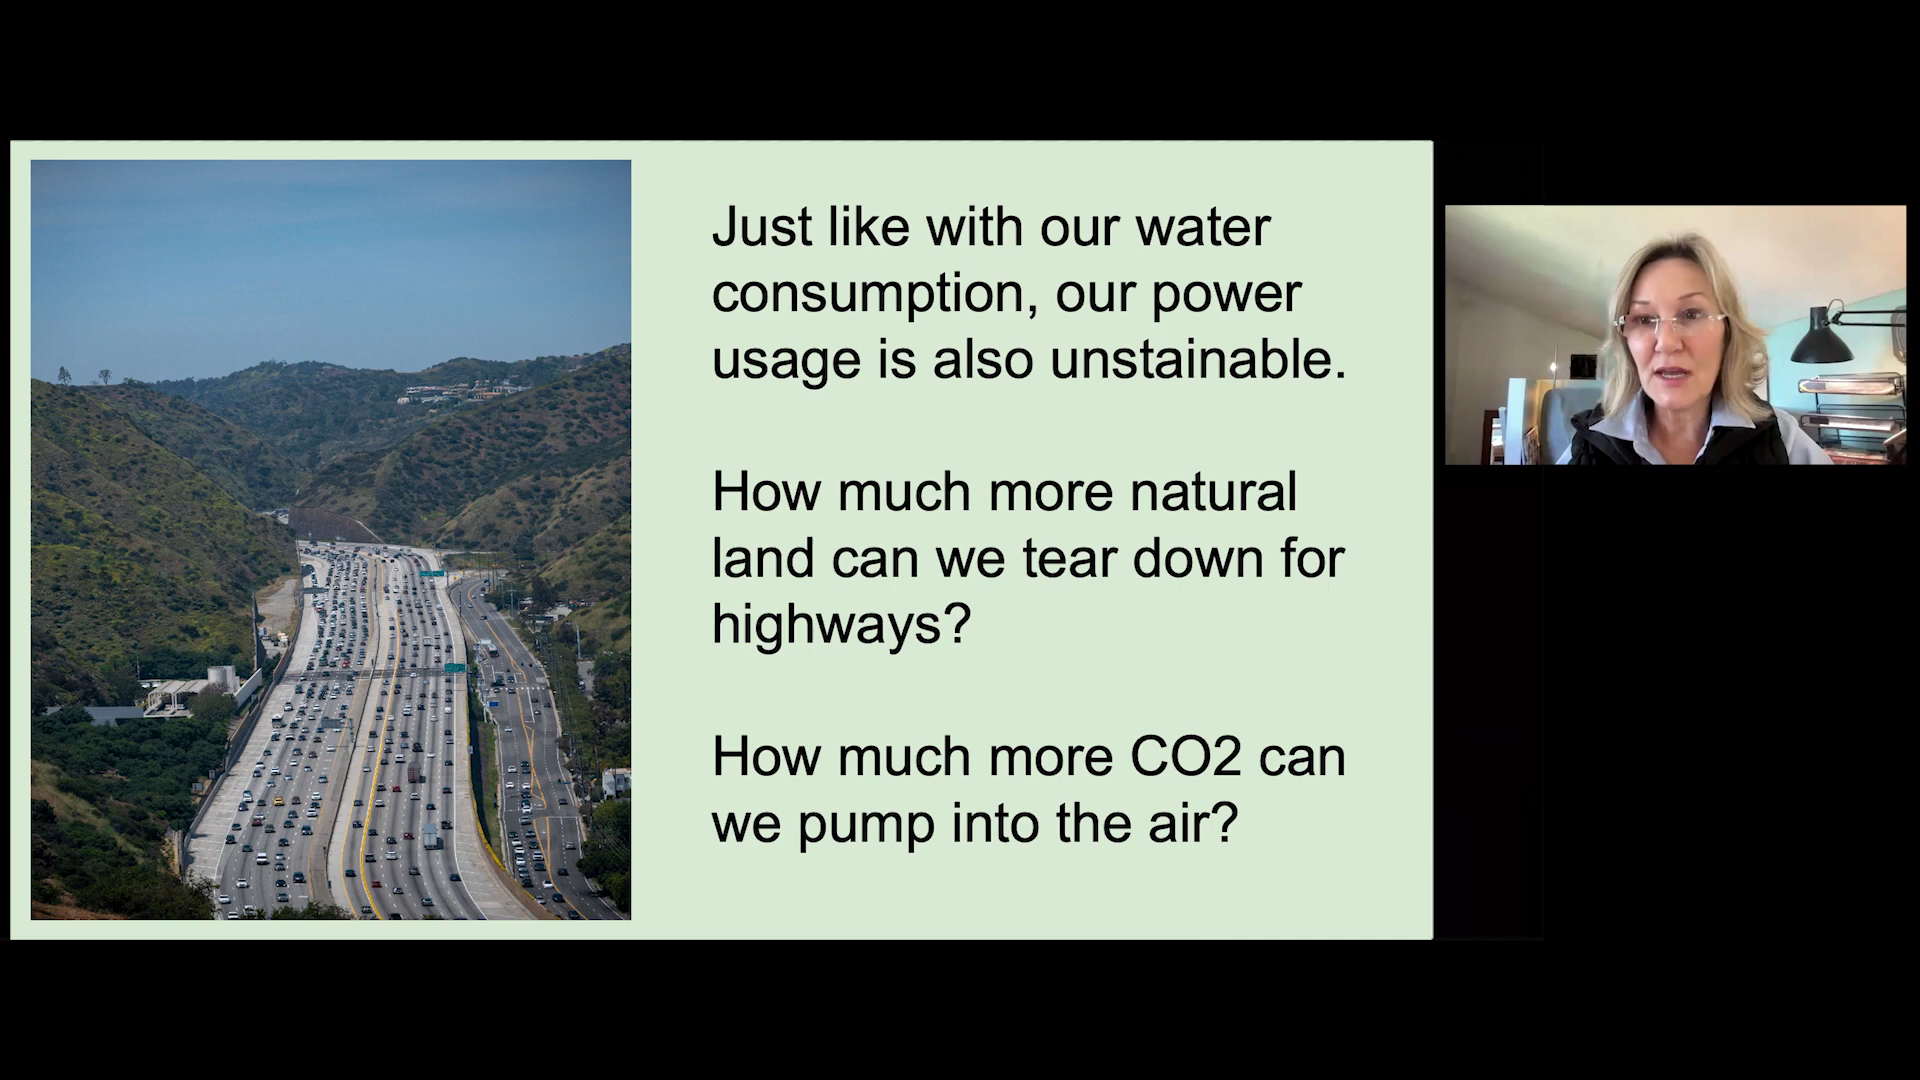 Just like with our water
consumption, our power
usage is also unstainable.
How much more natural
land can we tear down for
highways?
How much more CO2 can
we pump into the air?